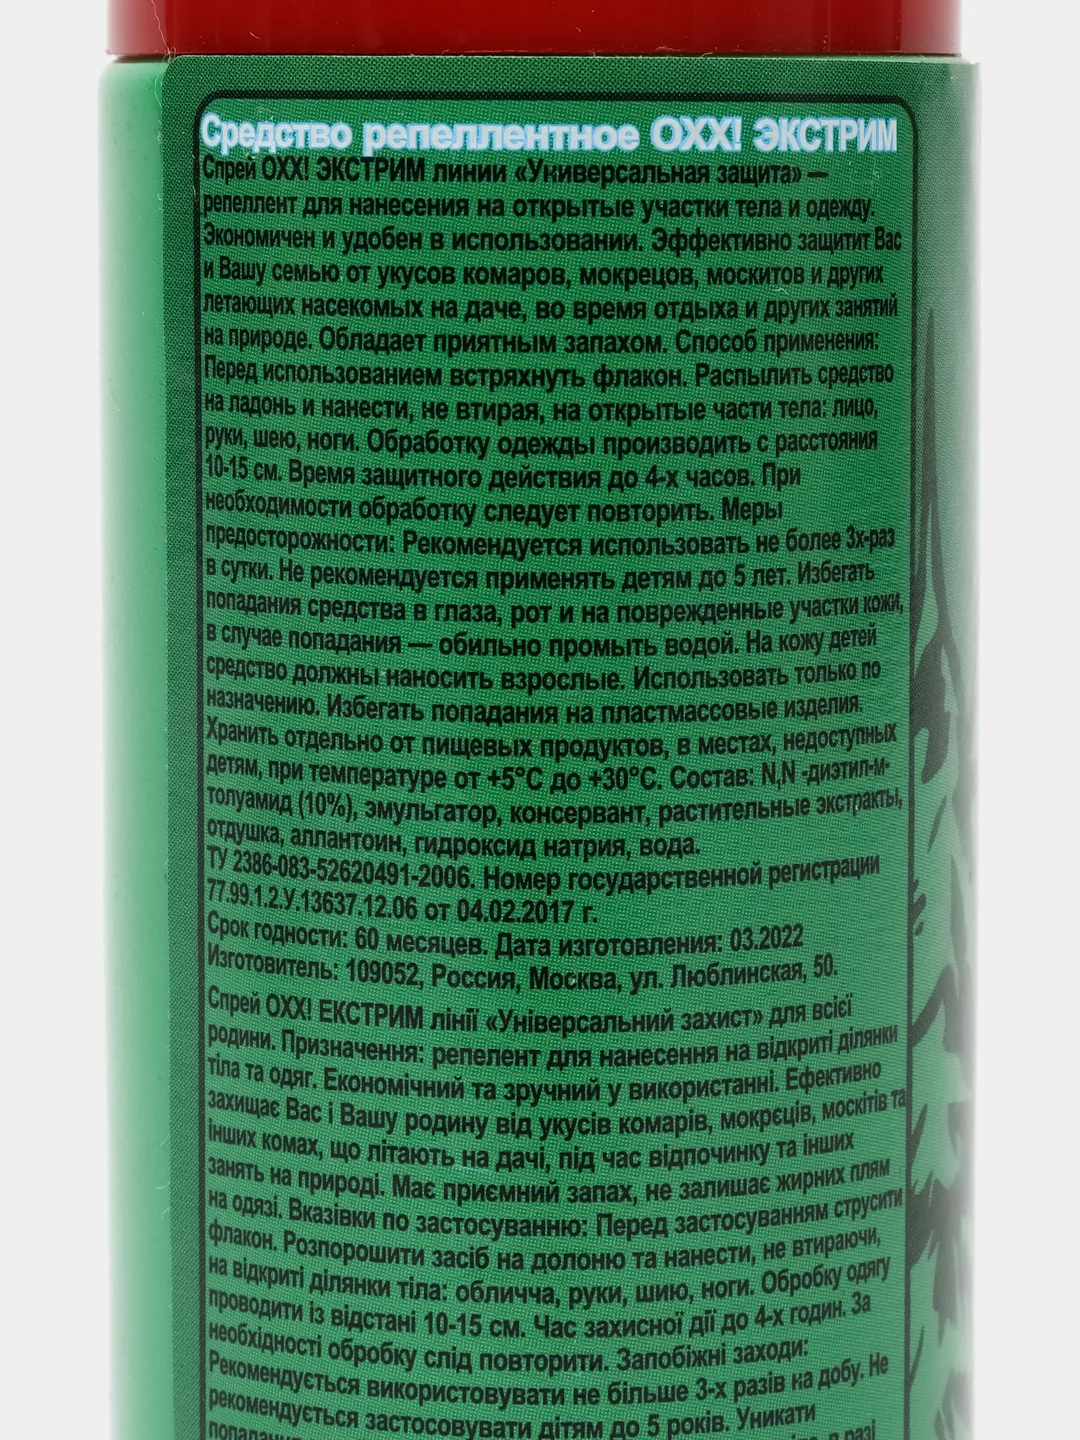 Средство репеллентное OXX! ЭКСТРИМ
Спрей OXX! ЭКСТРИМ линии «Универсальная защита» —
репеллент для нанесения на открытые участки тела и одежду.
Экономичен и удобен в использовании. Эффективно защитит Вас
и Вашу семью от укусов комаров, мокрецов, москитов и других
летающих насекомых на даче, во время отдыха и других занятий
на природе. Обладает приятным запахом. Способ применения:
Перед использованием встряхнуть флакон. Распылить средство
на ладонь и нанести, не втирая, на открытые части тела: лицо,
руки, шею, ноги. Обработку одежды производить с расстояния
10-15 см. Время защитного действия до 4-х часов. При
необходимости обработку следует повторить. Меры
предосторожности: Рекомендуется использовать не более 3х-раз
в сутки. Не рекомендуется применять детям до 5 лет. Избегать
попадания средства в глаза, рот и на поврежденные участки кожи,
в случае попадания — обильно промыть водой. На кожу детей
средство должны наносить взрослые. Использовать только по
назначению. Избегать попадания на пластмассовые изделия.
Хранить отдельно от пищевых продуктов, в местах, недоступных
детям, при температуре от +5°С до +30°С. Состав: N,N -диэтил-м-
толуамид (10%), эмульгатор, консервант, растительные экстракты,
отдушка, аллантоин, гидроксид натрия, вода.
ТУ 2386-083-52620491-2006. Номер государственной регистрации
77.99.1.2.У.13637.12.06 от 04.02.2017 г.
Срок годности: 60 месяцев. Дата изготовления: 03.2022
Изготовитель: 109052, Россия, Москва, ул. Люблинская, 50.
Спрей OXX! ЕКСТРИМ лінії «Універсальний захист» для всієї
родини. Призначення: репелент для нанесення на відкриті ділянки
тіла та одяг. Економічний та зручний у використанні. Ефективно
захищає Вас і Вашу родину від укусів комарів, мокрєців, москітів та
інших комах, що літають на дачі, під час відпочинку та інших
занять на природі. Має приємний запах, не залишає жирних плям
на одязі. Вказівки по застосуванню: Перед застосуванням струсити
флакон. Розпорошити засіб на долоню та нанести, не втираючи,
на відкриті ділянки тіла: обличча, руки, шию, ноги. Обробку одягу
проводити із відстані 10-15 см. Час захисної дії до 4-х годин. За
необхідності обробку слід повторити. Запобіжні заходи:
Рекомендується використовувати не більше 3-х разів на добу. Не
рекомендується застосовувати дітям до 5 років. Уникати